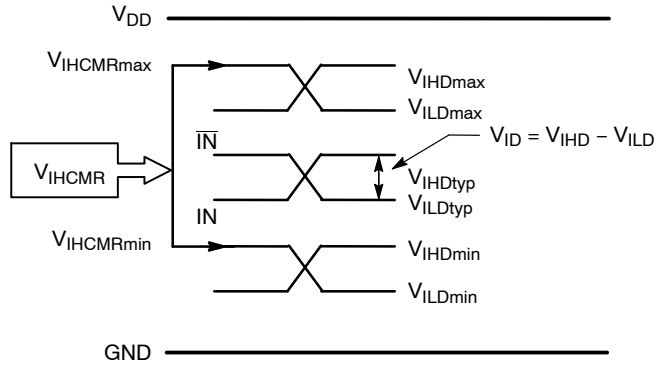 VDD
VIHCMRmax
VIHDmax
VILDmax
IN
VID = VIHD – VILD
VIHCMR
VIHDtyp
VILDtyp
IN
VIHCMRmin
VIHDmin
VILDmin
GND